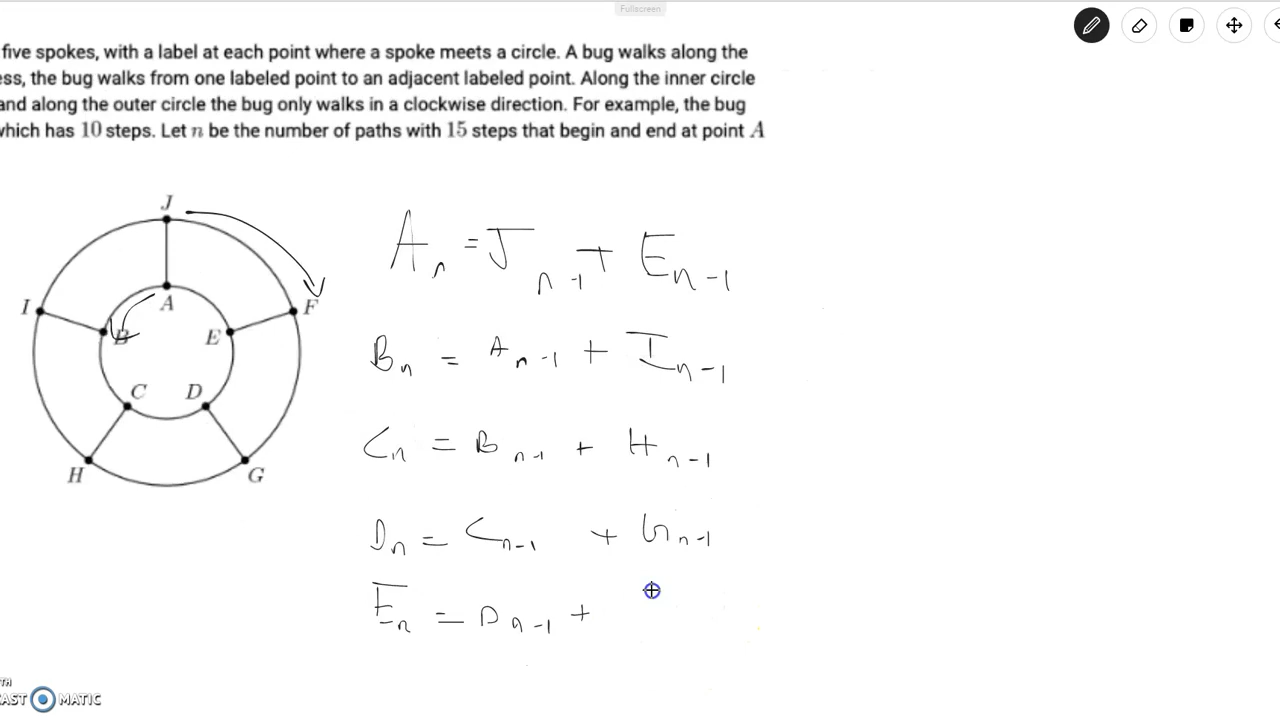 Fullscreen
five spokes, with a label at each point where a spoke meets a circle. A bug walks along the
ess, the bug walks from one labeled point to an adjacent labeled point. Along the inner circle
and along the outer circle the bug only walks in a clockwise direction. For example, the bug
which has 10 steps. Let n be the number of paths with 15 steps that begin and end at point A
J
A
I
B
E
F
C
D
H
G
A_n = J_{n-1} + E_{n-1}
B_n = A_{n-1} + I_{n-1}
C_n = B_{n-1} + H_{n-1}
D_n = C_{n-1} + G_{n-1}
E_n = D_{n-1} +
TH
AST MATIC